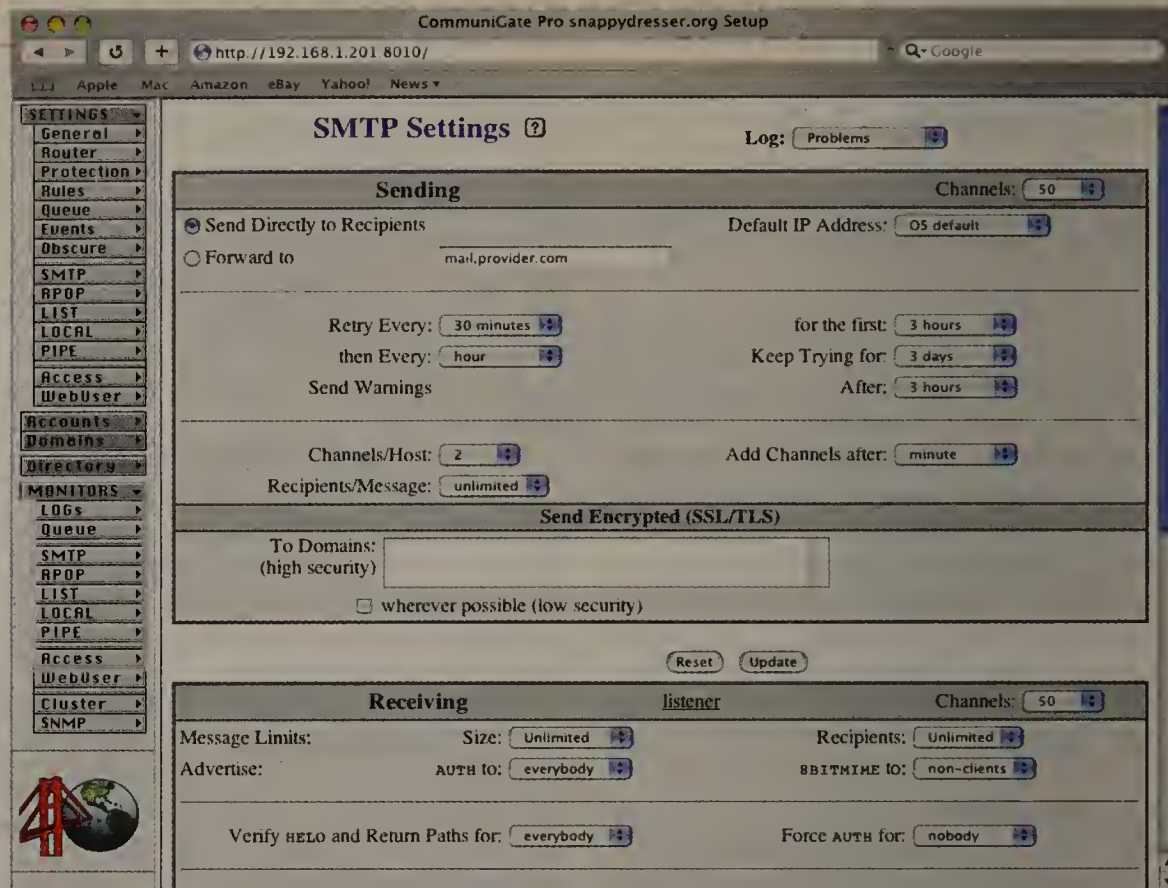 CommuniGate Pro snappydresser.org Setup
http://192.168.1.201.8010/
Google
Apple Mac Amazon eBay Yahoo! News
SETTINGS
General
Router
Protection
Rules
Queue
Events
Obscure
SMTP
RPOP
LIST
LOCAL
PIPE
Access
WebUser
Accounts
Domains
Directory
MONITORS
LOGs
Queue
SMTP
RPOP
LIST
LOCAL
PIPE
Access
WebUser
Cluster
SNMP
SMTP Settings ?
Log: Problems
Sending Channels: 50
Send Directly to Recipients Default IP Address: OS default
Forward to mail.provider.com
Retry Every: 30 minutes for the first: 3 hours
then Every: hour Keep Trying for: 3 days
Send Warnings After: 3 hours
Channels/Host: 2 Add Channels after: minute
Recipients/Message: unlimited
Send Encrypted (SSL/TLS)
To Domains:
(high security)
wherever possible (low security)
Reset Update
Receiving listener Channels: 50
Message Limits: Size: Unlimited Recipients: Unlimited
Advertise: AUTH to: everybody 8BITMIME to: non-clients
Verify HELO and Return Paths for: everybody Force AUTH for: nobody